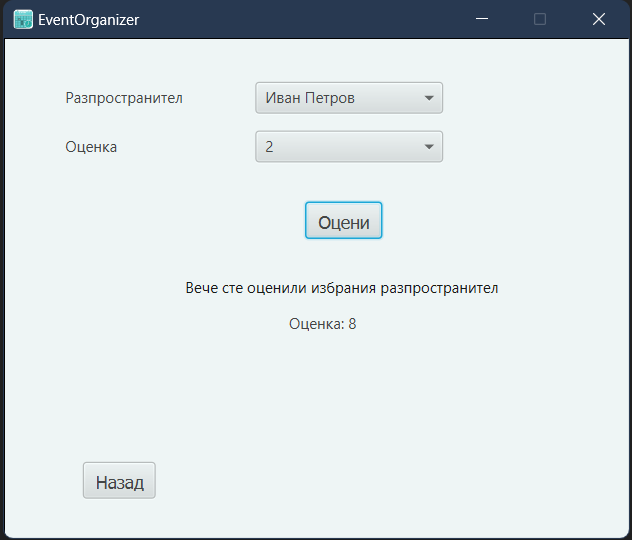 EventOrganizer
Разпространител
Иван Петров
Оценка
2
Оцени
Вече сте оценили избрания разпространител
Оценка: 8
Назад